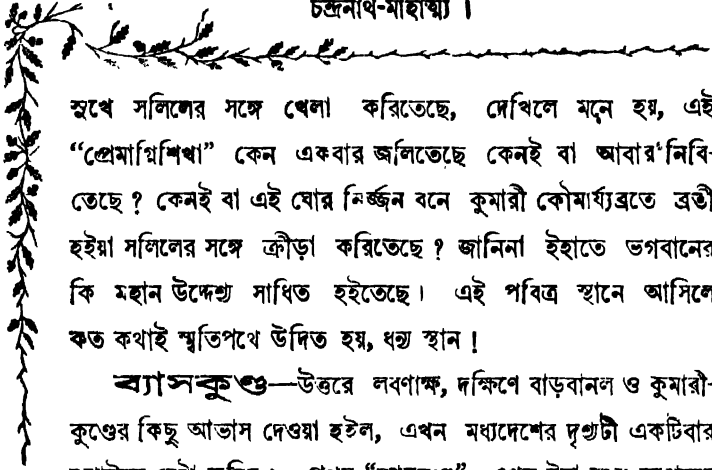 চন্দ্রনাথ-মাহাত্ম্য ।
সুখে সলিলের সঙ্গে খেলা করিতেছে, দেখিলে মনে হয়, এই
“প্রেমাগ্নিশিখা” কেন একবার জলিতেছে কেনই বা আবার নিবি-
তেছে ? কেনই বা এই ঘোর নির্জ্জন বনে কুমারী কৌমার্য্যব্রতে ব্রতী
হইয়া সলিলের সঙ্গে ক্রীড়া করিতেছে ? জানিনা ইহাতে ভগবানের
কি মহান উদ্দেশ্য সাধিত হইতেছে। এই পবিত্র স্থানে আসিলে
কত কথাই স্মৃতিপথে উদিত হয়, ধন্য স্থান !
ব্যাসকুণ্ড—উত্তরে লবণাক্ষ, দক্ষিণে বাড়বানল ও কুমারী-
কুণ্ডের কিছু আভাস দেওয়া হইল, এখন মধ্যদেশের দৃশ্যটী একটিবার